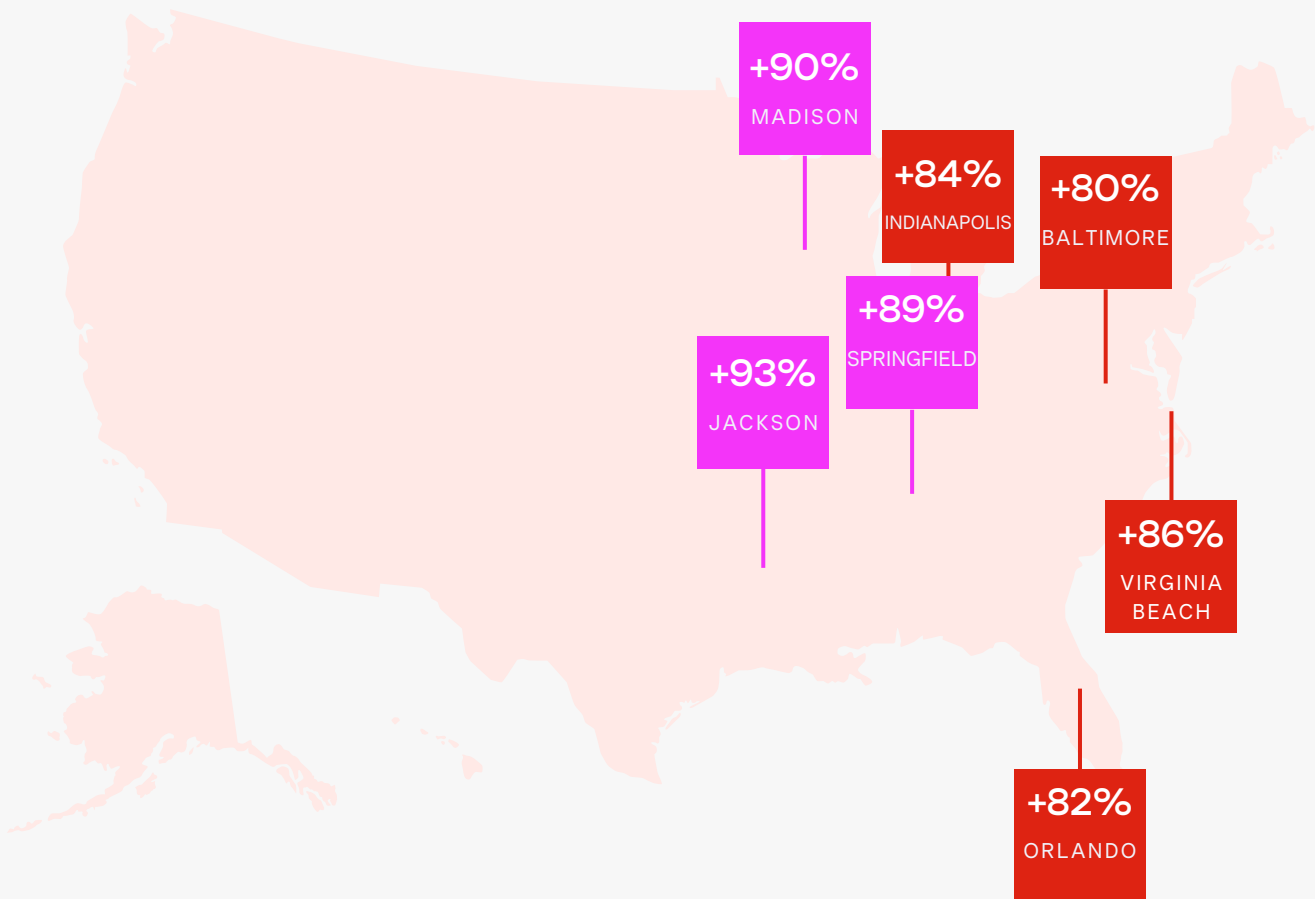 +90%
MADISON
+84%
INDIANAPOLIS
+80%
BALTIMORE
+89%
SPRINGFIELD
+93%
JACKSON
+86%
VIRGINIA
BEACH
+82%
ORLANDO